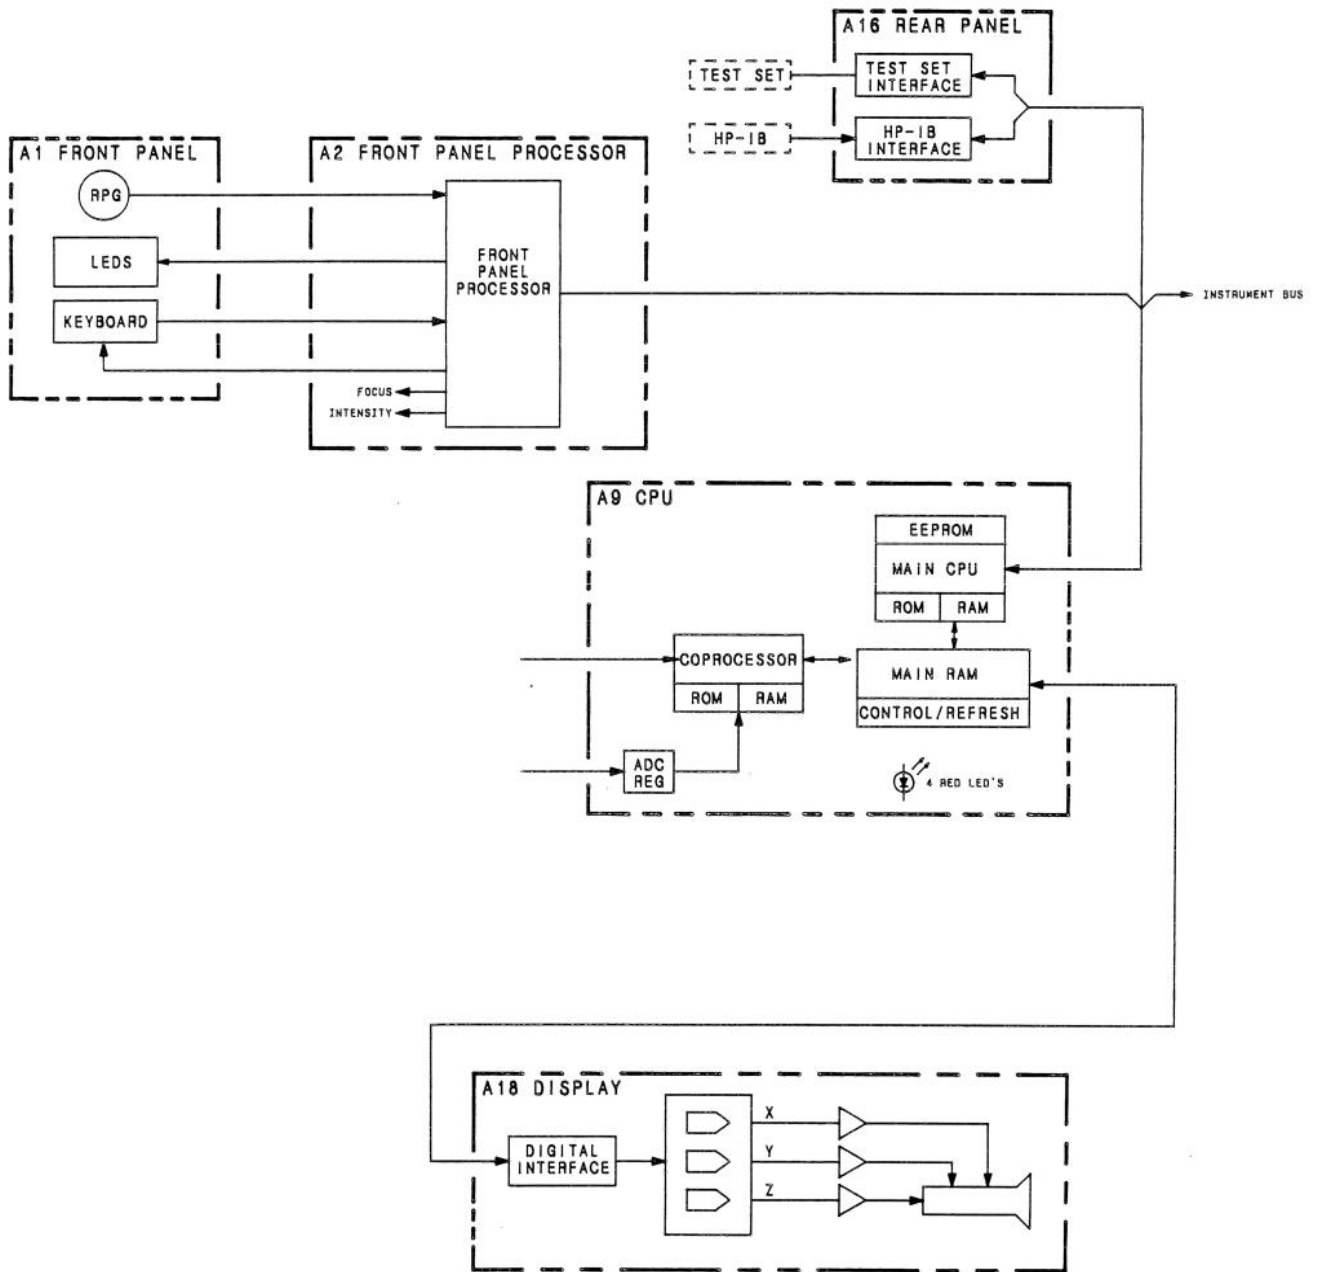 A16 REAR PANEL
TEST SET
TEST SET
INTERFACE
HP-IB
HP-IB
INTERFACE
A1 FRONT PANEL
RPG
LEDS
KEYBOARD
A2 FRONT PANEL PROCESSOR
FRONT
PANEL
PROCESSOR
FOCUS
INTENSITY
INSTRUMENT BUS
A9 CPU
EEPROM
MAIN CPU
ROM
RAM
COPROCESSOR
ROM
RAM
MAIN RAM
CONTROL/REFRESH
ADC
REG
4 RED LED'S
A18 DISPLAY
DIGITAL
INTERFACE
X
Y
Z